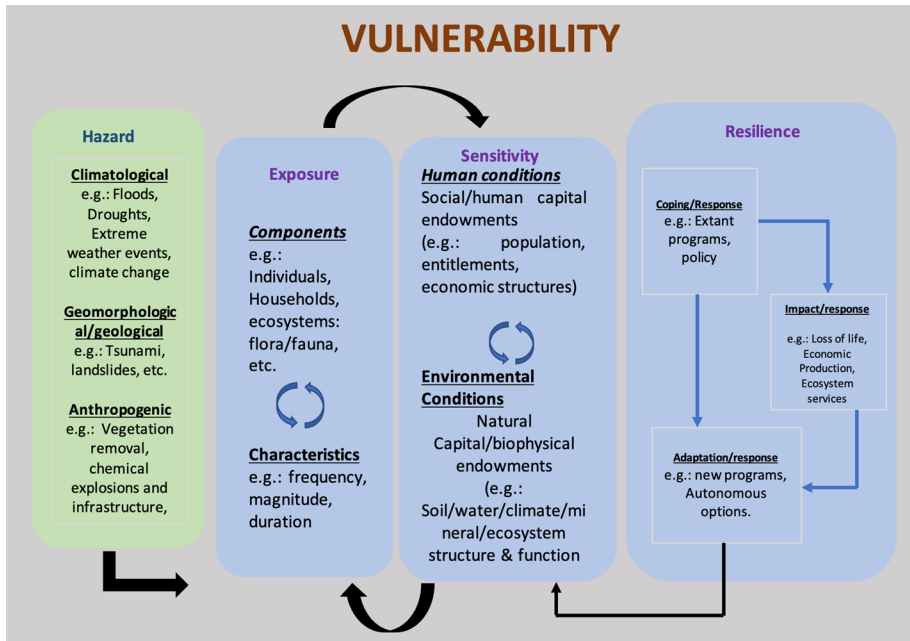 VULNERABILITY
Hazard
Climatological
e.g.: Floods,
Droughts,
Extreme
weather events,
climate change
Geomorphologic
al/geological
e.g.: Tsunami,
landslides, etc.
Anthropogenic
e.g.: Vegetation
removal,
chemical
explosions and
infrastructure,
Exposure
Components
e.g.:
Individuals,
Households,
ecosystems:
flora/fauna,
etc.
Characteristics
e.g.: frequency,
magnitude,
duration
Sensitivity
Human conditions
Social/human capital
endowments
(e.g.: population,
entitlements,
economic structures)
Environmental
Conditions
Natural
Capital/biophysical
endowments
(e.g.:
Soil/water/climate/mi
neral/ecosystem
structure & function
Resilience
Coping/Response
e.g.: Extant
programs,
policy
Impact/response
e.g.: Loss of life,
Economic
Production,
Ecosystem
services
Adaptation/response
e.g.: new programs,
Autonomous
options.